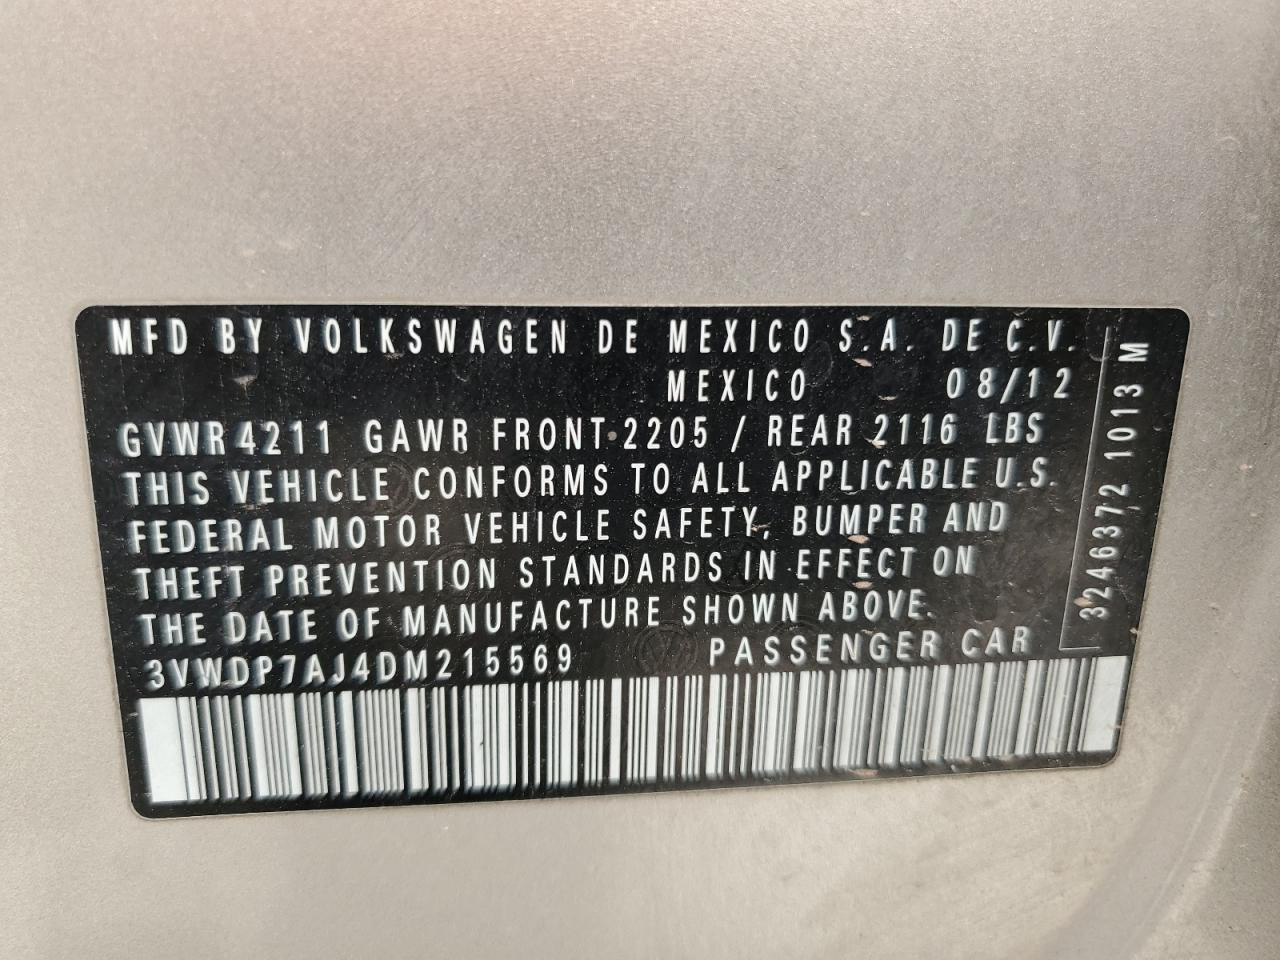 MFD BY VOLKSWAGEN DE MEXICO S.A. DE C.V.
MEXICO 08/12
GVWR 4211 GAWR FRONT 2205 / REAR 2116 LBS
THIS VEHICLE CONFORMS TO ALL APPLICABLE U.S.
FEDERAL MOTOR VEHICLE SAFETY, BUMPER AND
THEFT PREVENTION STANDARDS IN EFFECT ON
THE DATE OF MANUFACTURE SHOWN ABOVE.
3VWDP7AJ4DM215569 PASSENGER CAR
3246372 1013 M